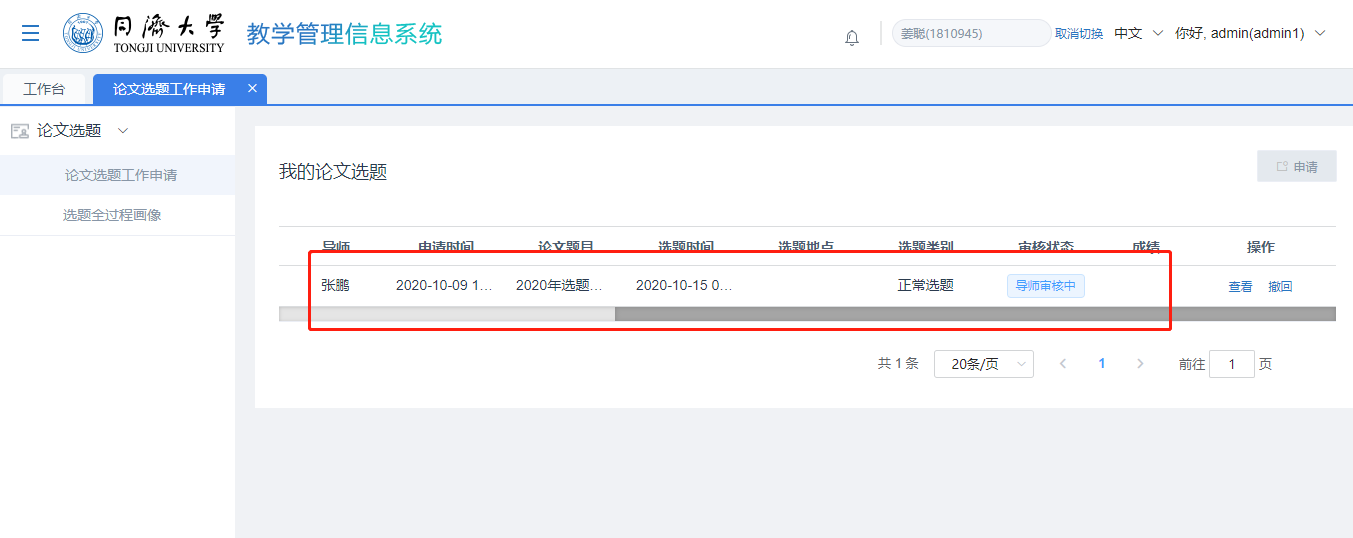 同濟大学
TONGJI UNIVERSITY
教学管理信息系统
姜聪(1810945) 取消切换 中文 你好, admin(admin1)
工作台 论文选题工作申请 ×
论文选题
论文选题工作申请
选题全过程画像
我的论文选题
申请
导师 申请时间 论文题目 选题时间 选题地点 选题类别 审核状态 成绩 操作
张鹏 2020-10-09 1... 2020年选题... 2020-10-15 0... 正常选题 导师审核中 查看 撤回
共 1 条 20条/页 < 1 > 前往 1 页